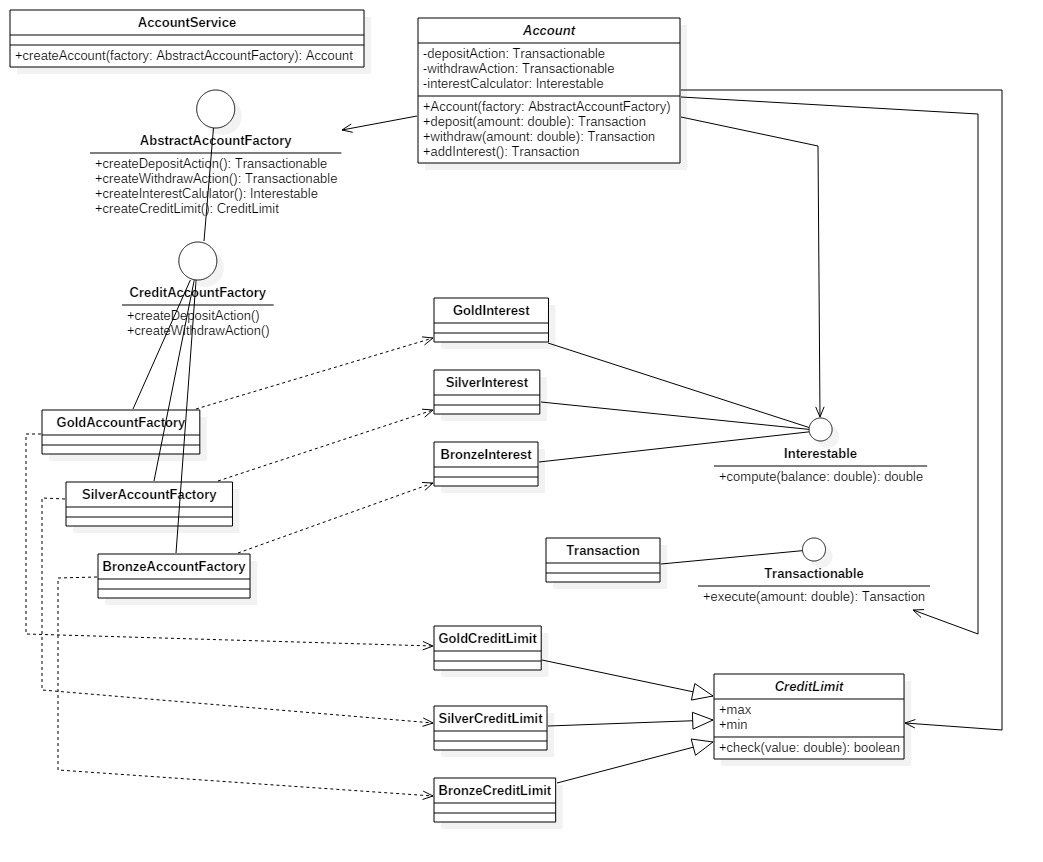 AccountService
+createAccount(factory: AbstractAccountFactory): Account
Account
-depositAction: Transactionable
-withdrawAction: Transactionable
-interestCalculator: Interestable
+Account(factory: AbstractAccountFactory)
+deposit(amount: double): Transaction
+withdraw(amount: double): Transaction
+addInterest(): Transaction
AbstractAccountFactory
+createDepositAction(): Transactionable
+createWithdrawAction(): Transactionable
+createInterestCalulator(): Interestable
+createCreditLimit(): CreditLimit
CreditAccountFactory
+createDepositAction()
+createWithdrawAction()
GoldInterest
SilverInterest
BronzeInterest
GoldAccountFactory
SilverAccountFactory
BronzeAccountFactory
Interestable
+compute(balance: double): double
Transaction
Transactionable
+execute(amount: double): Tansaction
GoldCreditLimit
SilverCreditLimit
BronzeCreditLimit
CreditLimit
+max
+min
+check(value: double): boolean